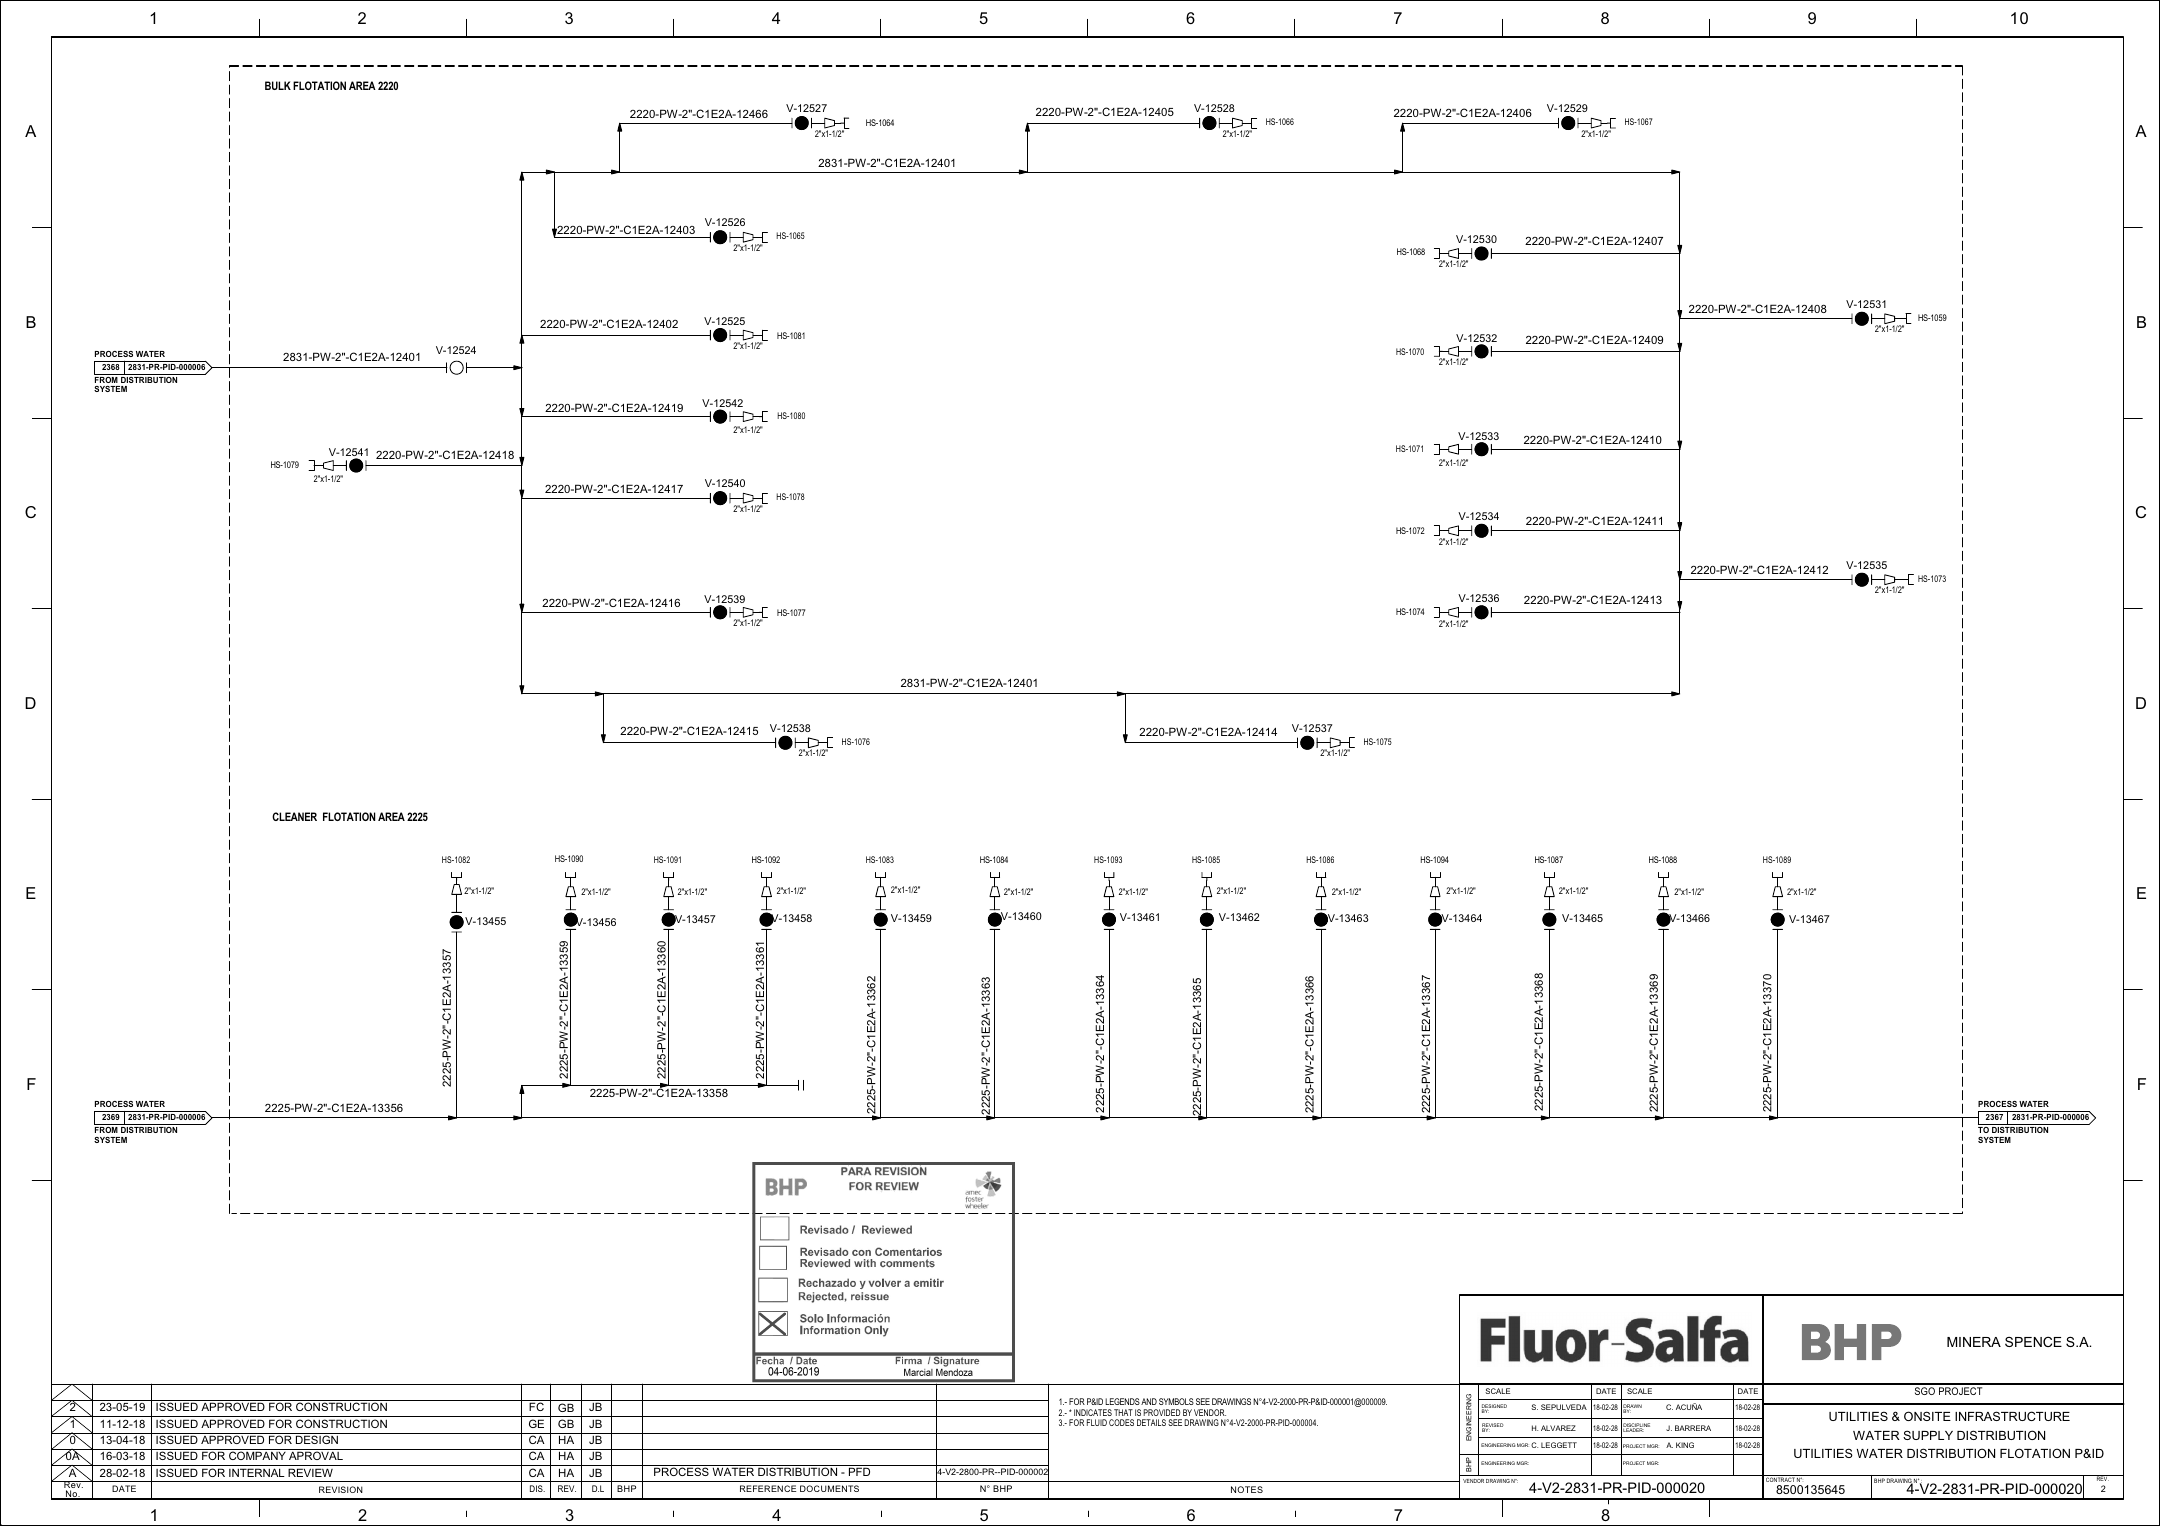 1 2 3 4 5 6 7 8 9 10
A A
B B
C C
D D
E E
F F
BULK FLOTATION AREA 2220
2220-PW-2"-C1E2A-12466 V-12527 2"x1-1/2" HS-1064
2220-PW-2"-C1E2A-12405 V-12528 2"x1-1/2" HS-1066
2220-PW-2"-C1E2A-12406 V-12529 2"x1-1/2" HS-1067
2831-PW-2"-C1E2A-12401
2220-PW-2"-C1E2A-12403 V-12526 2"x1-1/2" HS-1065
HS-1068 2"x1-1/2" V-12530 2220-PW-2"-C1E2A-12407
2220-PW-2"-C1E2A-12408 V-12531 2"x1-1/2" HS-1059
2220-PW-2"-C1E2A-12402 V-12525 2"x1-1/2" HS-1081
HS-1070 2"x1-1/2" V-12532 2220-PW-2"-C1E2A-12409
PROCESS WATER
2368 2831-PR-PID-000006
FROM DISTRIBUTION
SYSTEM
2831-PW-2"-C1E2A-12401 V-12524
2220-PW-2"-C1E2A-12419 V-12542 2"x1-1/2" HS-1080
HS-1079 2"x1-1/2" V-12541 2220-PW-2"-C1E2A-12418
HS-1071 2"x1-1/2" V-12533 2220-PW-2"-C1E2A-12410
2220-PW-2"-C1E2A-12417 V-12540 2"x1-1/2" HS-1078
HS-1072 2"x1-1/2" V-12534 2220-PW-2"-C1E2A-12411
2220-PW-2"-C1E2A-12412 V-12535 2"x1-1/2" HS-1073
2220-PW-2"-C1E2A-12416 V-12539 2"x1-1/2" HS-1077
HS-1074 2"x1-1/2" V-12536 2220-PW-2"-C1E2A-12413
2831-PW-2"-C1E2A-12401
2220-PW-2"-C1E2A-12415 V-12538 2"x1-1/2" HS-1076
2220-PW-2"-C1E2A-12414 V-12537 2"x1-1/2" HS-1075
CLEANER FLOTATION AREA 2225
HS-1082 2"x1-1/2" V-13455 2225-PW-2"-C1E2A-13357
HS-1090 2"x1-1/2" V-13456 2225-PW-2"-C1E2A-13359
HS-1091 2"x1-1/2" V-13457 2225-PW-2"-C1E2A-13360
HS-1092 2"x1-1/2" V-13458 2225-PW-2"-C1E2A-13361
HS-1083 2"x1-1/2" V-13459 2225-PW-2"-C1E2A-13362
HS-1084 2"x1-1/2" V-13460 2225-PW-2"-C1E2A-13363
HS-1093 2"x1-1/2" V-13461 2225-PW-2"-C1E2A-13364
HS-1085 2"x1-1/2" V-13462 2225-PW-2"-C1E2A-13365
HS-1086 2"x1-1/2" V-13463 2225-PW-2"-C1E2A-13366
HS-1094 2"x1-1/2" V-13464 2225-PW-2"-C1E2A-13367
HS-1087 2"x1-1/2" V-13465 2225-PW-2"-C1E2A-13368
HS-1088 2"x1-1/2" V-13466 2225-PW-2"-C1E2A-13369
HS-1089 2"x1-1/2" V-13467 2225-PW-2"-C1E2A-13370
2225-PW-2"-C1E2A-13358
PROCESS WATER
2369 2831-PR-PID-000006
FROM DISTRIBUTION
SYSTEM
2225-PW-2"-C1E2A-13356
PROCESS WATER
2367 2831-PR-PID-000006
TO DISTRIBUTION
SYSTEM
BHP
PARA REVISION
FOR REVIEW
amec
foster
wheeler
Revisado / Reviewed
Revisado con Comentarios
Reviewed with comments
Rechazado y volver a emitir
Rejected, reissue
Solo Información
Information Only
Fecha / Date Firma / Signature
04-06-2019 Marcial Mendoza
2 23-05-19 ISSUED APPROVED FOR CONSTRUCTION FC GB JB
1 11-12-18 ISSUED APPROVED FOR CONSTRUCTION GE GB JB
0 13-04-18 ISSUED APPROVED FOR DESIGN CA HA JB
0A 16-03-18 ISSUED FOR COMPANY APROVAL CA HA JB
A 28-02-18 ISSUED FOR INTERNAL REVIEW CA HA JB PROCESS WATER DISTRIBUTION - PFD 4-V2-2800-PR--PID-000002
Rev. No. DATE REVISION DIS. REV. D.L BHP REFERENCE DOCUMENTS N° BHP NOTES
1.- FOR P&ID LEGENDS AND SYMBOLS SEE DRAWINGS N°4-V2-2000-PR-P&ID-000001@000009.
2.- * INDICATES THAT IS PROVIDED BY VENDOR.
3.- FOR FLUID CODES DETAILS SEE DRAWING N°4-V2-2000-PR-PID-000004.
Fluor-Salfa
BHP MINERA SPENCE S.A.
ENGINEERING
SCALE DATE SCALE DATE
DESIGNED BY: S. SEPULVEDA 18-02-28 DRAWN BY: C. ACUÑA 18-02-28
REVISED BY: H. ALVAREZ 18-02-28 DISCIPLINE LEADER: J. BARRERA 18-02-28
ENGINEERING MGR: C. LEGGETT 18-02-28 PROJECT MGR: A. KING 18-02-28
BHP ENGINEERING MGR: PROJECT MGR:
VENDOR DRAWING N°: 4-V2-2831-PR-PID-000020
SGO PROJECT
UTILITIES & ONSITE INFRASTRUCTURE
WATER SUPPLY DISTRIBUTION
UTILITIES WATER DISTRIBUTION FLOTATION P&ID
CONTRACT N°: 8500135645
BHP DRAWING N°: 4-V2-2831-PR-PID-000020
REV. 2
1 2 3 4 5 6 7 8